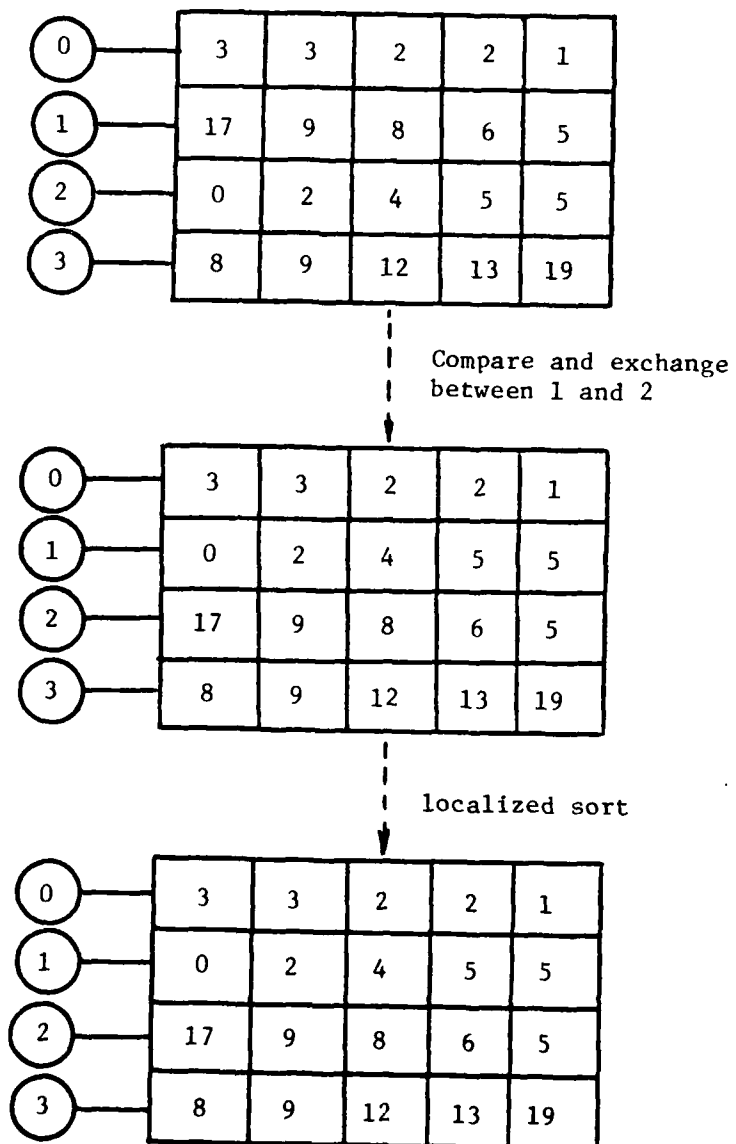 0 3 3 2 2 1
1 17 9 8 6 5
2 0 2 4 5 5
3 8 9 12 13 19
Compare and exchange
between 1 and 2
0 3 3 2 2 1
1 0 2 4 5 5
2 17 9 8 6 5
3 8 9 12 13 19
localized sort
0 3 3 2 2 1
1 0 2 4 5 5
2 17 9 8 6 5
3 8 9 12 13 19